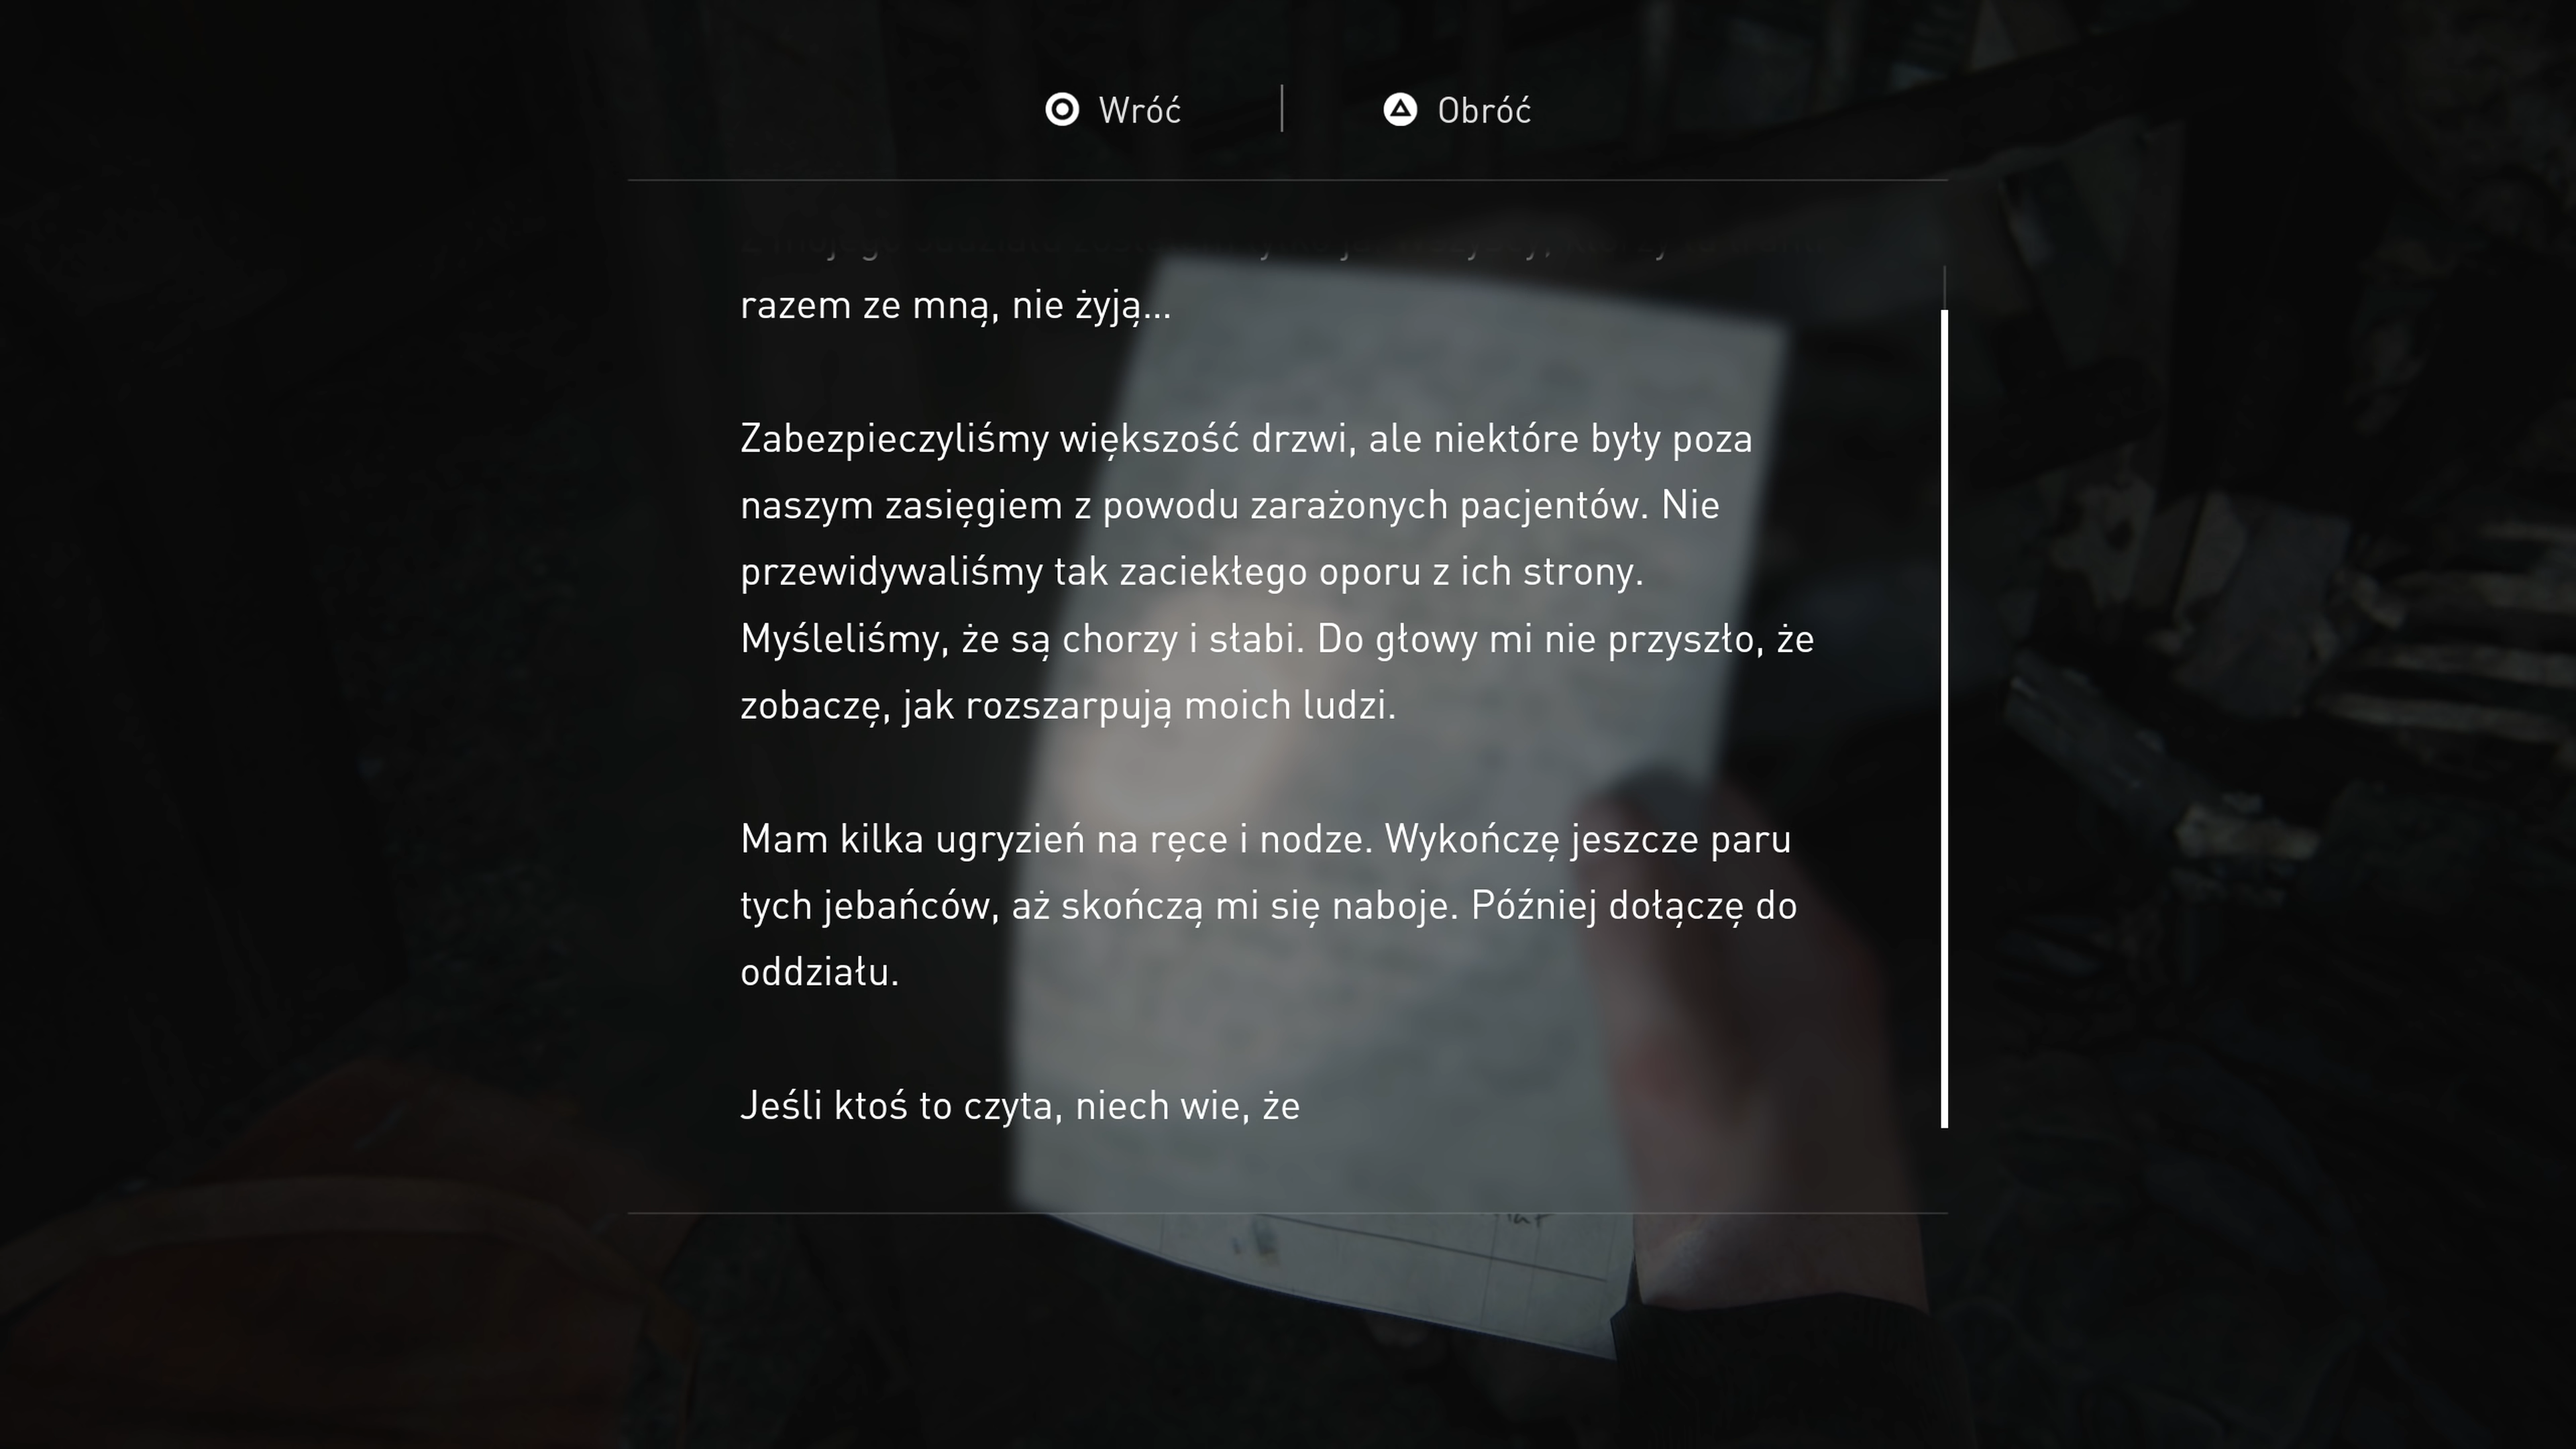 Wróć
Obróć
razem ze mną, nie żyją...
Zabezpieczyliśmy większość drzwi, ale niektóre były poza
naszym zasięgiem z powodu zarażonych pacjentów. Nie
przewidywaliśmy tak zaciekłego oporu z ich strony.
Myśleliśmy, że są chorzy i słabi. Do głowy mi nie przyszło, że
zobaczę, jak rozszarpują moich ludzi.
Mam kilka ugryzień na ręce i nodze. Wykończę jeszcze paru
tych jebańców, aż skończą mi się naboje. Później dołączę do
oddziału.
Jeśli ktoś to czyta, niech wie, że